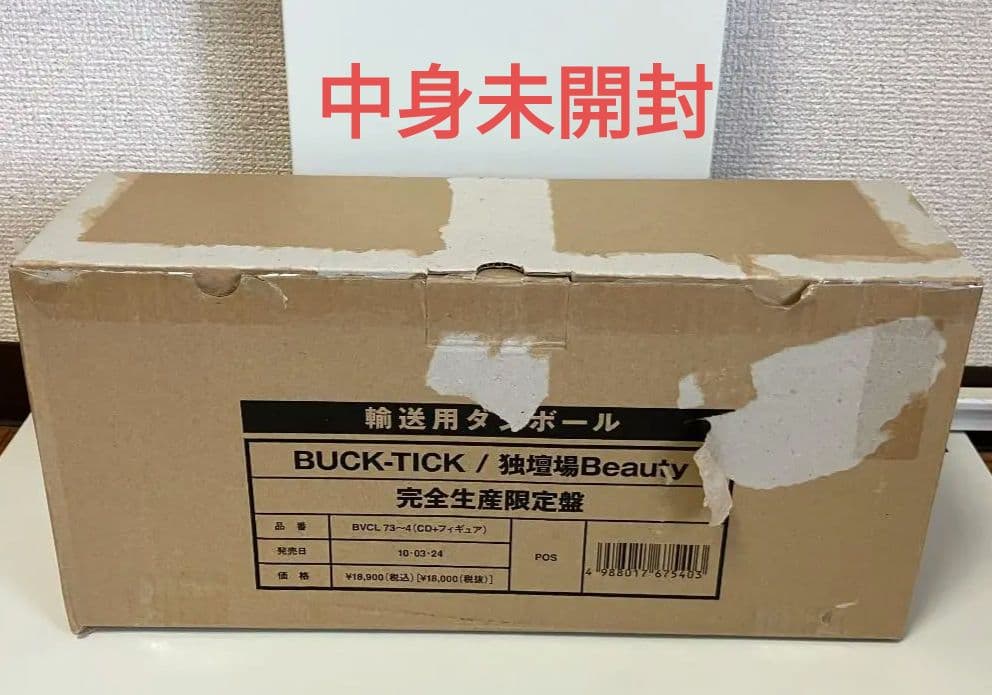 中身未開封
輸送用ダンボール
BUCK-TICK / 独壇場Beauty
完全生産限定盤
品 番 BVCL 73〜4(CD+フィギュア)
発売日 10・03・24
価 格 ¥18,900(税込)[¥18,000(税抜)]
POS
4 988017 675403